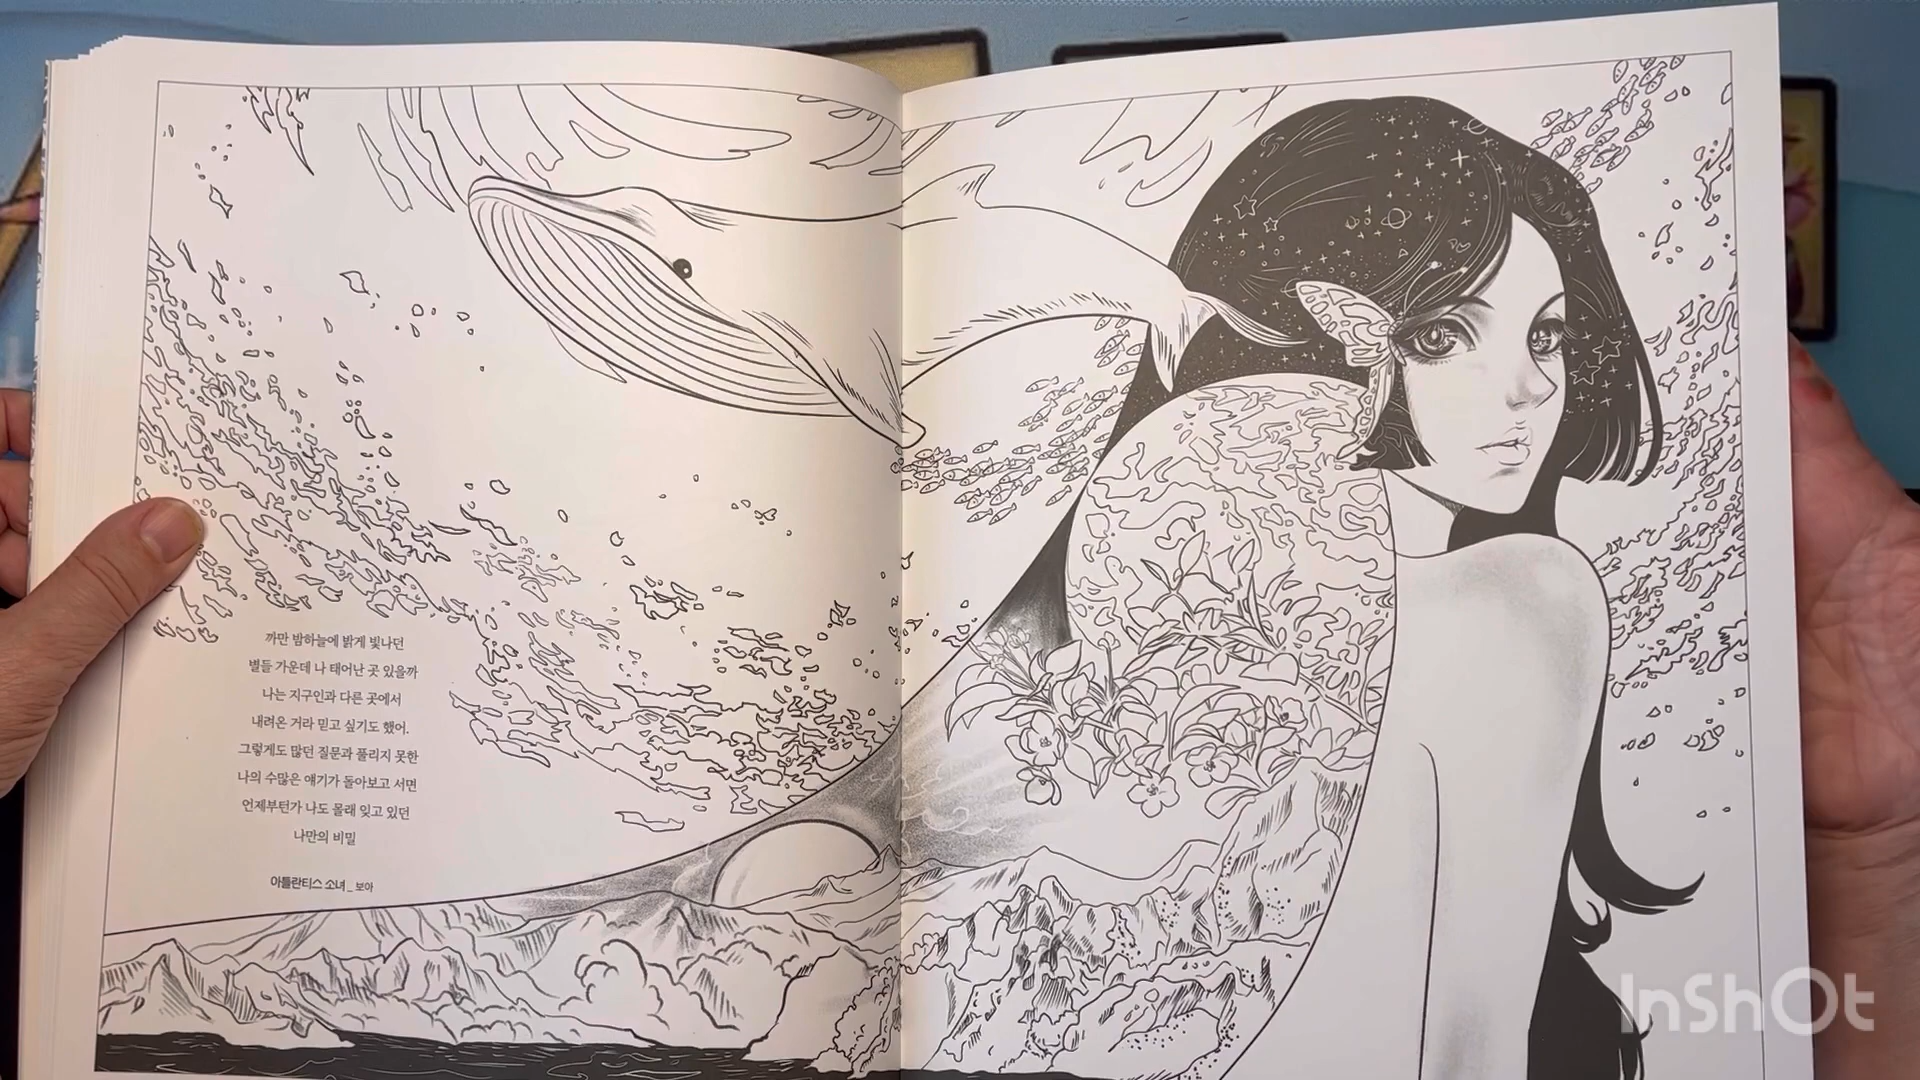 까만 밤하늘에 밝게 빛나던
별들 가운데 나 태어난 곳 있을까
나는 지구인과 다른 곳에서
내려온 거라 믿고 싶기도 했어.
그렇게도 많던 질문과 풀리지 못한
나의 수많은 얘기가 돌아보고 서면
언제부턴가 나도 몰래 잊고 있던
나만의 비밀
아틀란티스 소녀 _ 보아
InShOt